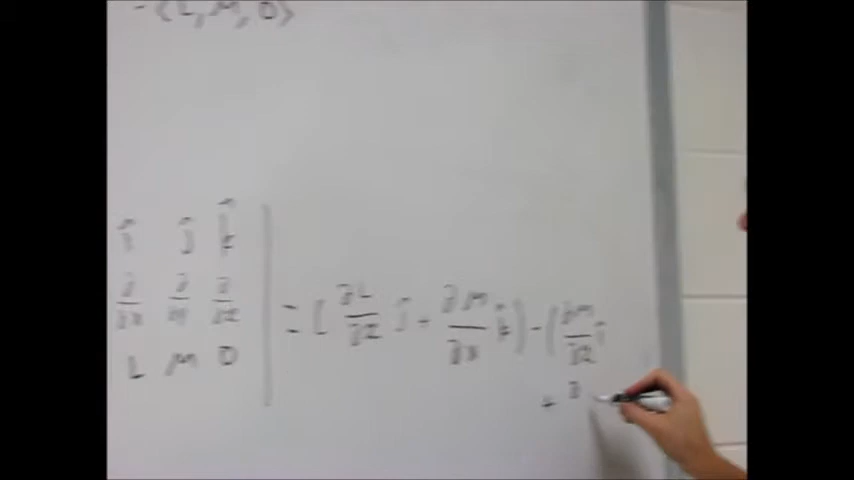 - <L, M, 0>
î ĵ k̂
∂/∂x ∂/∂y ∂/∂z
L M 0
= ( ∂L/∂z ĵ + ∂M/∂x k̂ ) - ( ∂M/∂z î
+ ∂